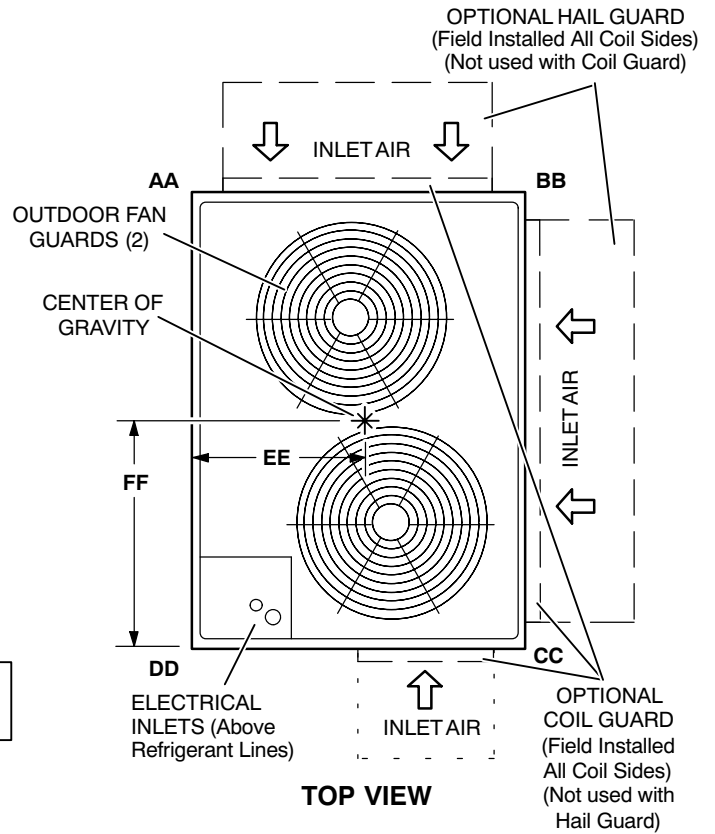 OPTIONAL HAIL GUARD
(Field Installed All Coil Sides)
(Not used with Coil Guard)
INLET AIR
AA
BB
OUTDOOR FAN
GUARDS (2)
CENTER OF
GRAVITY
INLET AIR
EE
FF
DD
CC
ELECTRICAL
INLETS (Above
Refrigerant Lines)
INLET AIR
OPTIONAL
COIL GUARD
(Field Installed
All Coil Sides)
(Not used with
Hail Guard)
TOP VIEW